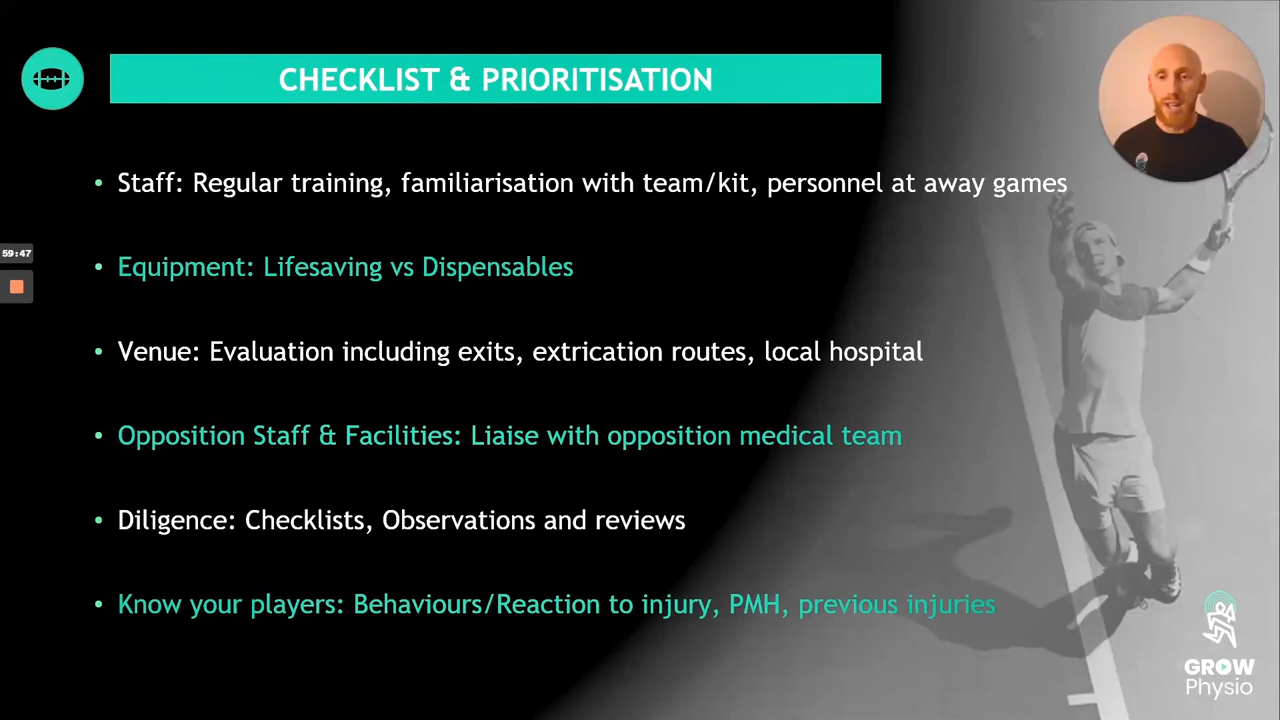 CHECKLIST & PRIORITISATION
• Staff: Regular training, familiarisation with team/kit, personnel at away games
59:47
• Equipment: Lifesaving vs Dispensables
• Venue: Evaluation including exits, extrication routes, local hospital
• Opposition Staff & Facilities: Liaise with opposition medical team
• Diligence: Checklists, Observations and reviews
• Know your players: Behaviours/Reaction to injury, PMH, previous injuries
GROW
Physio